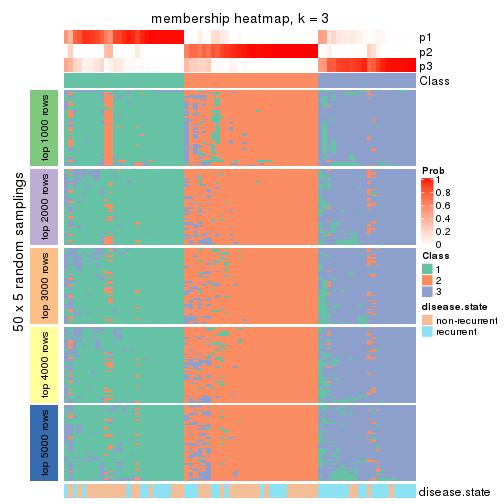 membership heatmap, k = 3
p1
p2
p3
Class
50 x 5 random samplings
top 1000 rows
top 2000 rows
top 3000 rows
top 4000 rows
top 5000 rows
Prob
1
0.8
0.6
0.4
0.2
0
Class
1
2
3
disease.state
non-recurrent
recurrent
disease.state